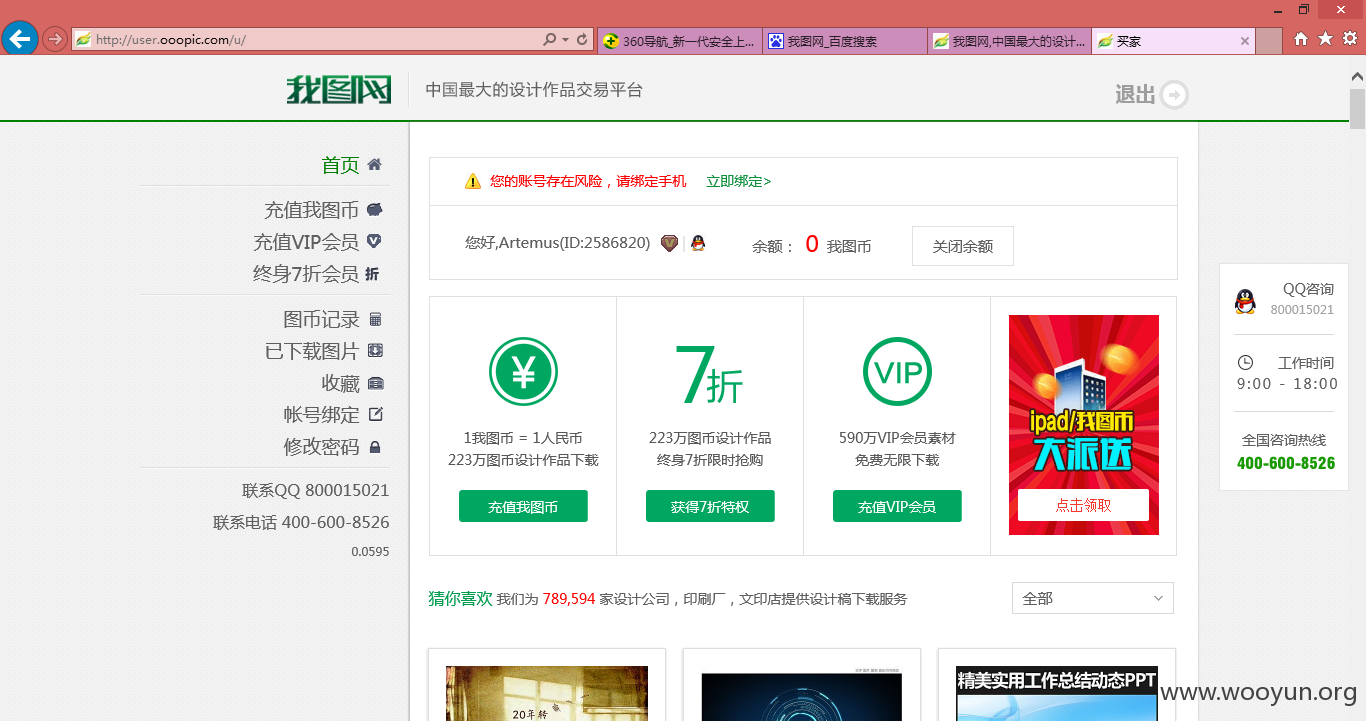 http://user.ooopic.com/u/
360导航_新一代安全上...
我图网_百度搜索
我图网,中国最大的设计...
买家
我图网
中国最大的设计作品交易平台
退出
首页
充值我图币
充值VIP会员
终身7折会员 折
图币记录
已下载图片
收藏
帐号绑定
修改密码
联系QQ 800015021
联系电话 400-600-8526
0.0595
您的账号存在风险，请绑定手机 立即绑定>
您好,Artemus(ID:2586820)
余额： 0 我图币
关闭余额
¥
1我图币 = 1人民币
223万图币设计作品下载
充值我图币
7折
223万图币设计作品
终身7折限时抢购
获得7折特权
VIP
590万VIP会员素材
免费无限下载
充值VIP会员
ipad/我图币
大派送
点击领取
猜你喜欢 我们为 789,594 家设计公司，印刷厂，文印店提供设计稿下载服务
全部
20年转
精美实用工作总结动态PPT
QQ咨询
800015021
工作时间
9:00 - 18:00
全国咨询热线
400-600-8526
www.wooyun.org